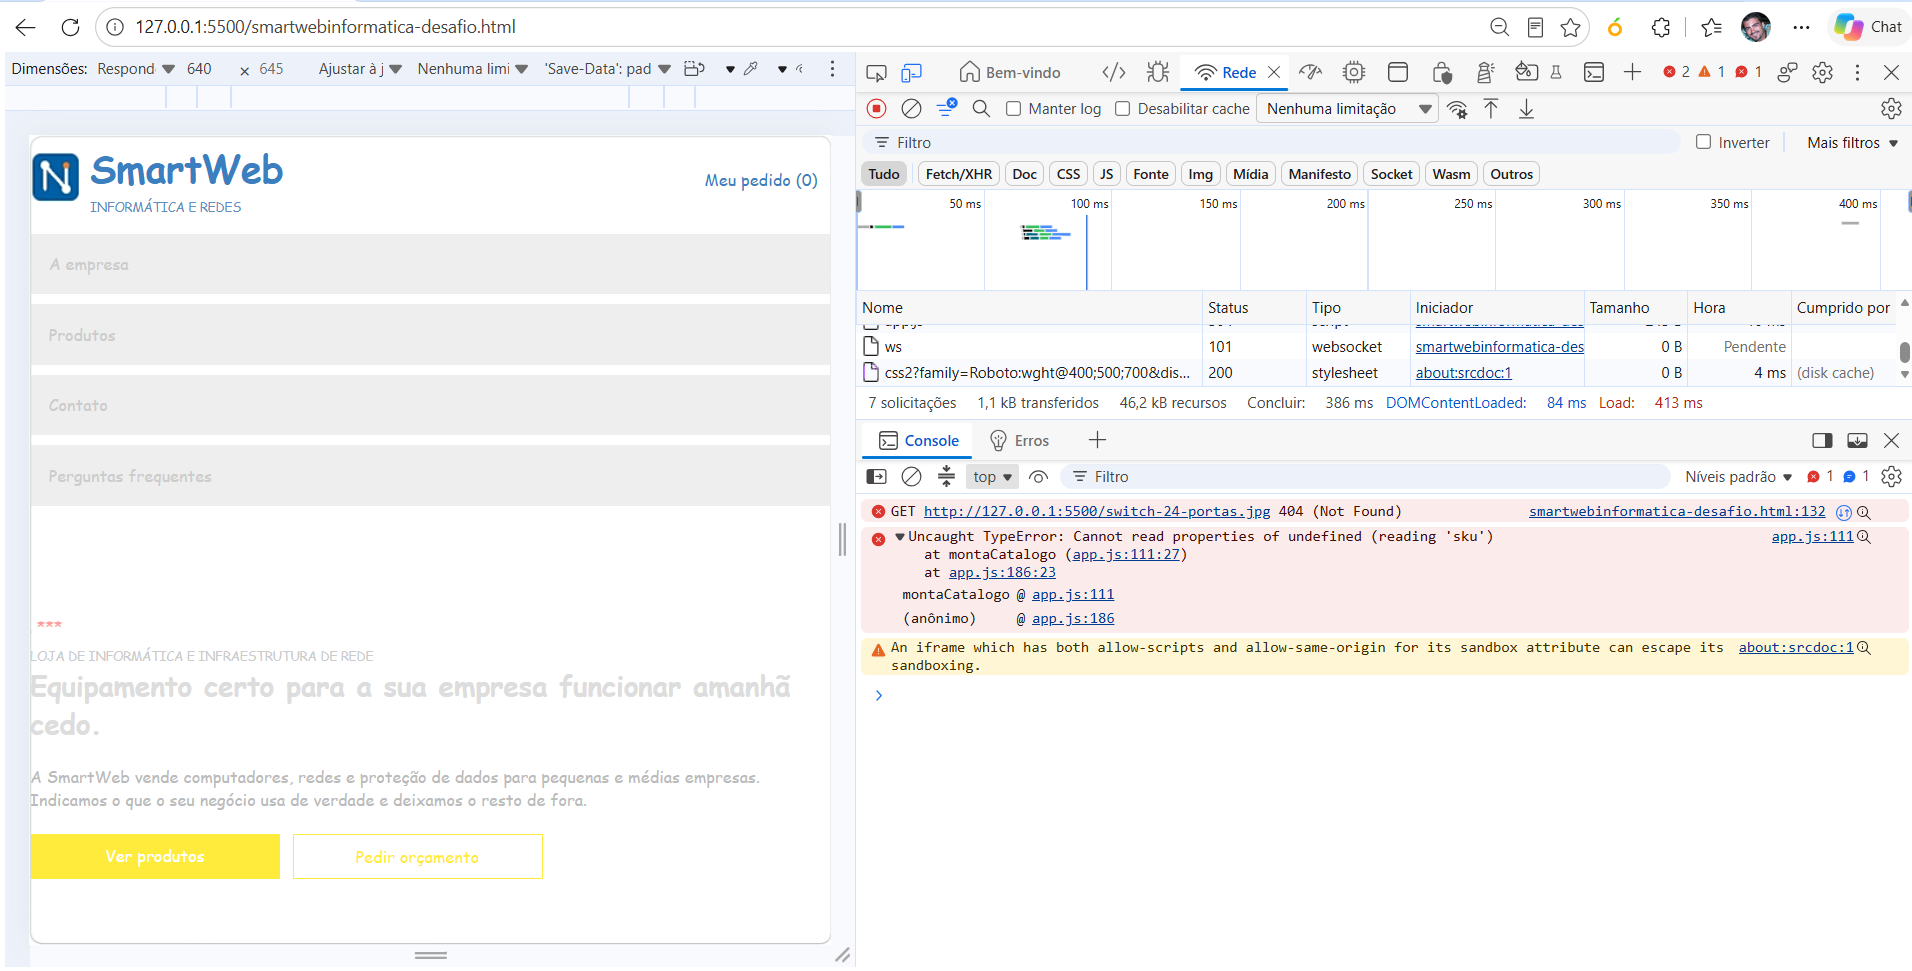 127.0.0.1:5500/smartwebinformatica-desafio.html
Chat
Dimensões: Respond 640 × 645 Ajustar à j Nenhuma limi 'Save-Data': pad
Bem-vindo
Rede
2 1 1
Manter log
Desabilitar cache
Nenhuma limitação
Filtro
Inverter
Mais filtros
Tudo Fetch/XHR Doc CSS JS Fonte Img Mídia Manifesto Socket Wasm Outros
50 ms 100 ms 150 ms 200 ms 250 ms 300 ms 350 ms 400 ms
Nome Status Tipo Iniciador Tamanho Hora Cumprido por
ws 101 websocket smartwebinformatica-des 0 B Pendente
css2?family=Roboto:wght@400;500;700&dis... 200 stylesheet about:srcdoc:1 0 B 4 ms (disk cache)
7 solicitações 1,1 kB transferidos 46,2 kB recursos Concluir: 386 ms DOMContentLoaded: 84 ms Load: 413 ms
Console
Erros
top
Filtro
Níveis padrão 1 1
GET http://127.0.0.1:5500/switch-24-portas.jpg 404 (Not Found) smartwebinformatica-desafio.html:132
Uncaught TypeError: Cannot read properties of undefined (reading 'sku') app.js:111
at montaCatalogo (app.js:111:27)
at app.js:186:23
montaCatalogo @ app.js:111
(anônimo) @ app.js:186
An iframe which has both allow-scripts and allow-same-origin for its sandbox attribute can escape its about:srcdoc:1
sandboxing.
SmartWeb
INFORMÁTICA E REDES
Meu pedido (0)
A empresa
Produtos
Contato
Perguntas frequentes
***
LOJA DE INFORMÁTICA E INFRAESTRUTURA DE REDE
Equipamento certo para a sua empresa funcionar amanhã
cedo.
A SmartWeb vende computadores, redes e proteção de dados para pequenas e médias empresas.
Indicamos o que o seu negócio usa de verdade e deixamos o resto de fora.
Ver produtos
Pedir orçamento